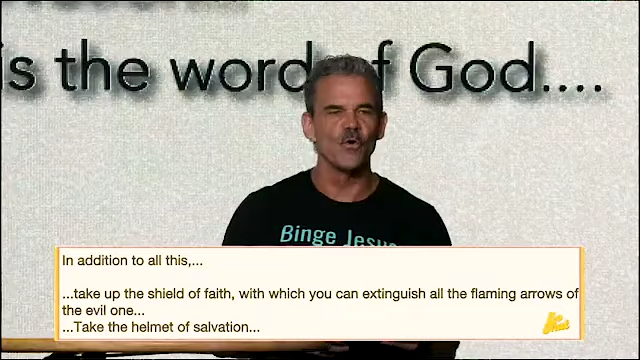 is the word of God....
Binge Jesus
In addition to all this,...
...take up the shield of faith, with which you can extinguish all the flaming arrows of
the evil one...
...Take the helmet of salvation...